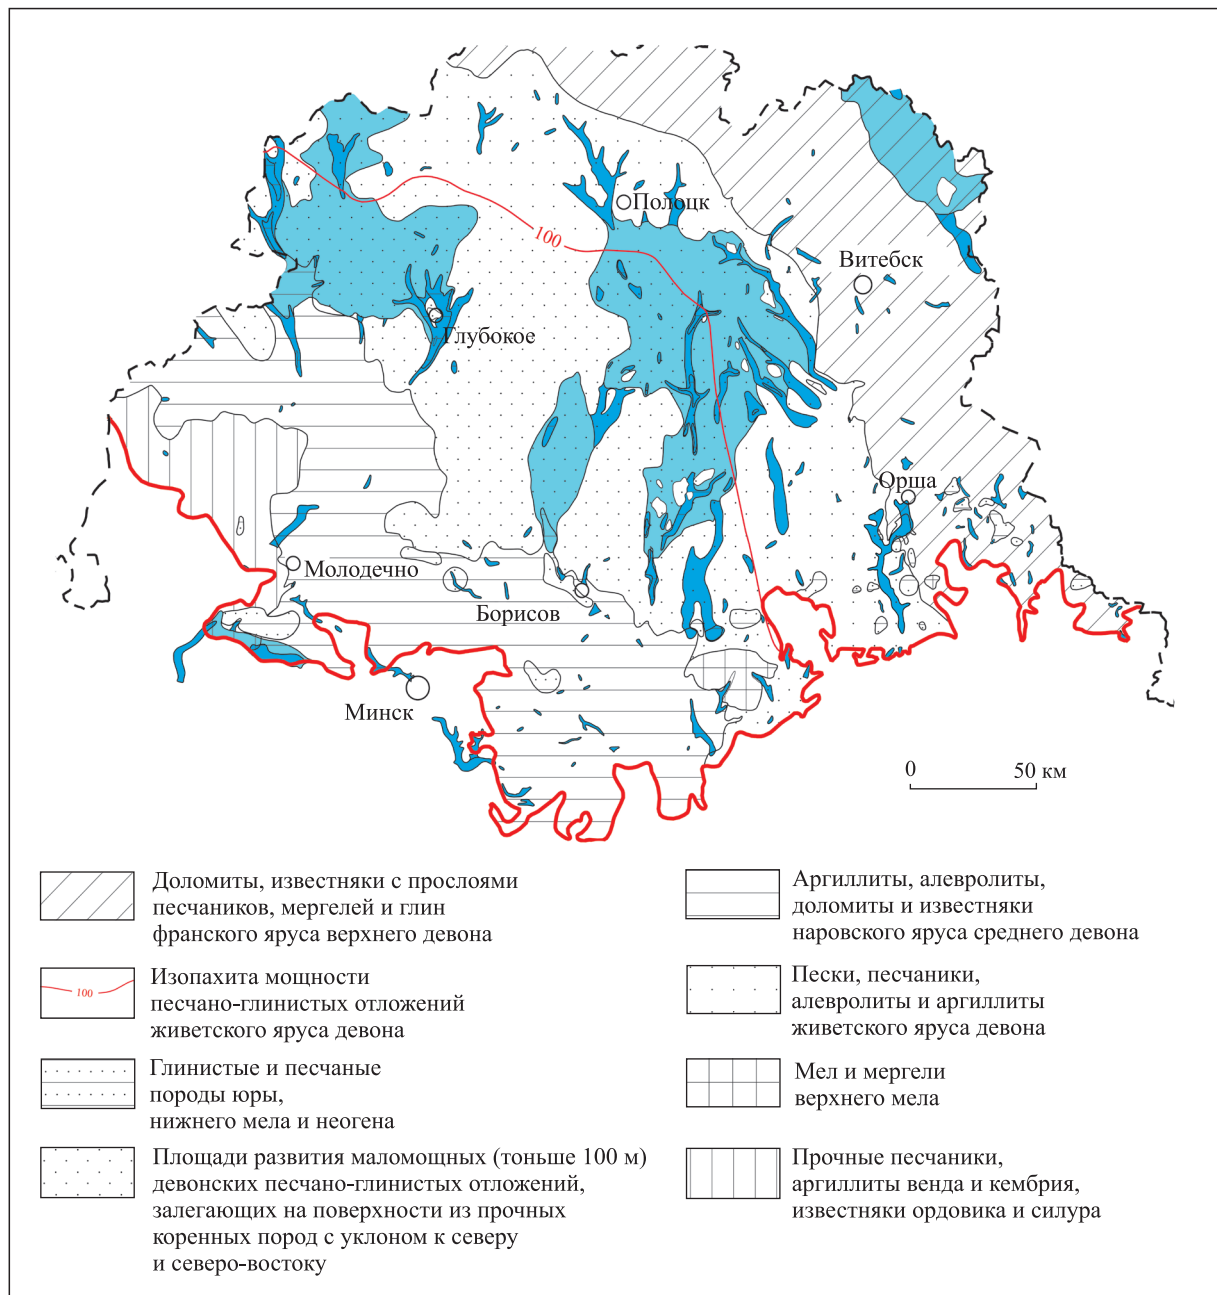 Полоцк
100
Витебск
Глубокое
Орша
Молодечно
Борисов
Минск
0 50 км
Доломиты, известняки с прослоями
песчаников, мергелей и глин
франского яруса верхнего девона
100
Изопахита мощности
песчано-глинистых отложений
живетского яруса девона
Глинистые и песчаные
породы юры,
нижнего мела и неогена
Площади развития маломощных (тоньше 100 м)
девонских песчано-глинистых отложений,
залегающих на поверхности из прочных
коренных пород с уклоном к северу
и северо-востоку
Аргиллиты, алевролиты,
доломиты и известняки
наровского яруса среднего девона
Пески, песчаники,
алевролиты и аргиллиты
живетского яруса девона
Мел и мергели
верхнего мела
Прочные песчаники,
аргиллиты венда и кембрия,
известняки ордовика и силура